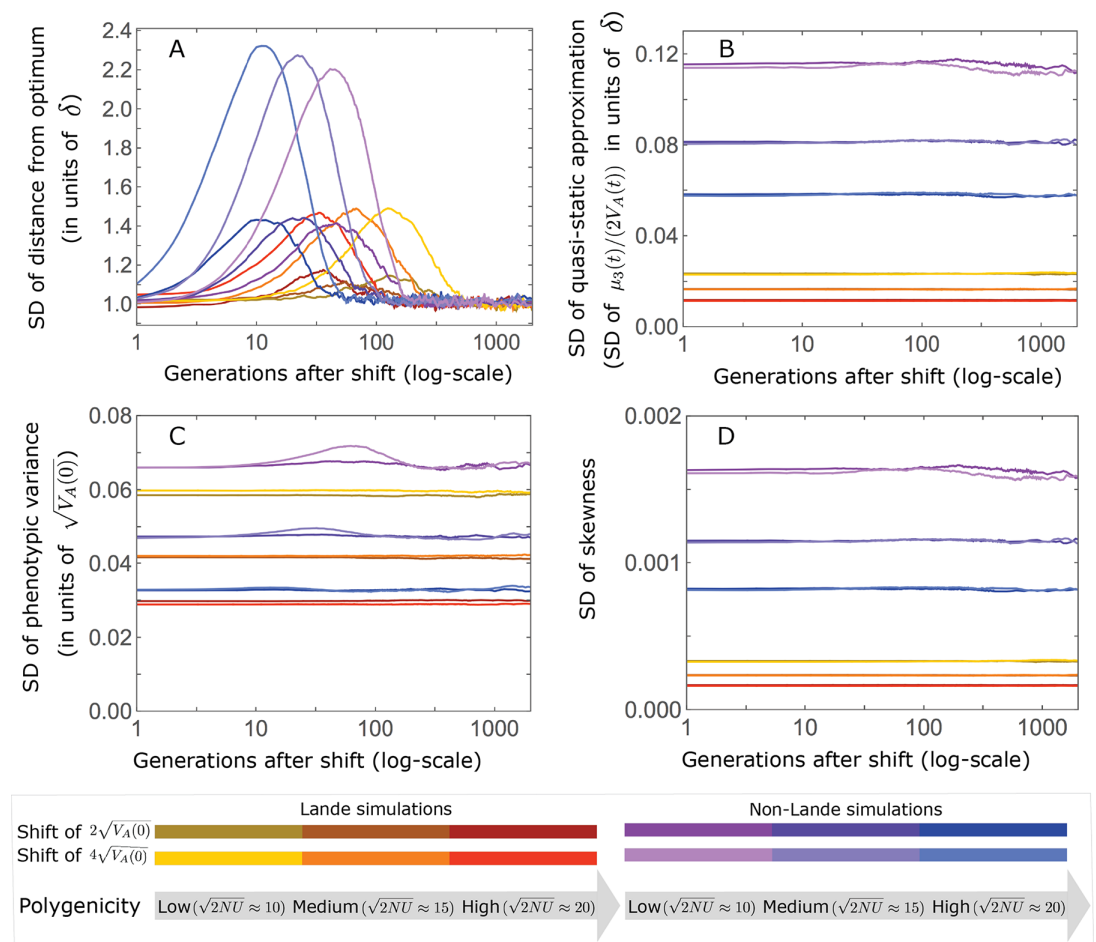 A
SD of distance from optimum
(in units of δ)
2.4
2.2
2.0
1.8
1.6
1.4
1.2
1.0
1 10 100 1000
Generations after shift (log-scale)
B
SD of quasi-static approximation
(SD of μ₃(t)/(2V_A(t)) in units of δ)
0.12
0.08
0.04
0.00
1 10 100 1000
Generations after shift (log-scale)
C
SD of phenotypic variance
(in units of √V_A(0))
0.08
0.06
0.04
0.02
0.00
1 10 100 1000
Generations after shift (log-scale)
D
SD of skewness
0.002
0.001
0.000
1 10 100 1000
Generations after shift (log-scale)
Lande simulations Non-Lande simulations
Shift of 2√V_A(0)
Shift of 4√V_A(0)
Polygenicity Low (√2NU ≈ 10) Medium (√2NU ≈ 15) High (√2NU ≈ 20) Low (√2NU ≈ 10) Medium (√2NU ≈ 15) High (√2NU ≈ 20)